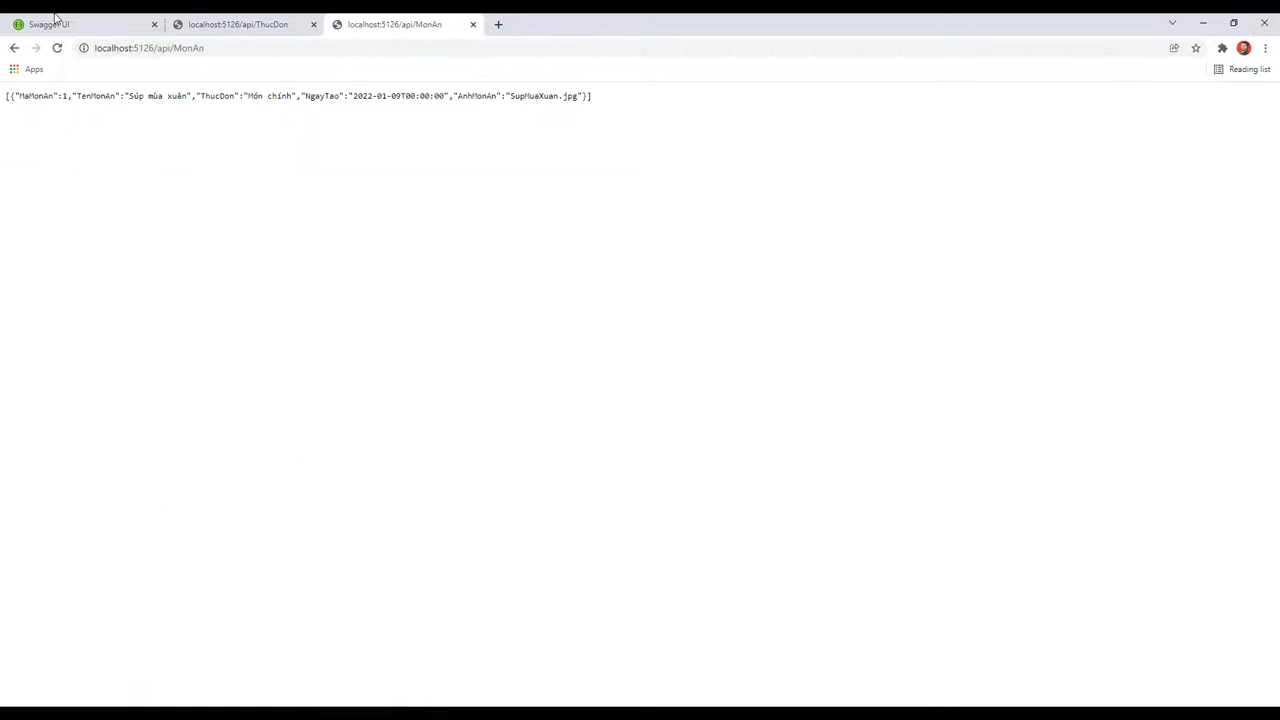 Swagger UI
localhost:5126/api/ThucDon
localhost:5126/api/MonAn
localhost:5126/api/MonAn
Apps
Reading list
[{"MaMonAn":1,"TenMonAn":"Súp mùa xuân","ThucDon":"Món chính","NgayTao":"2022-01-09T00:00:00","AnhMonAn":"SupMuaXuan.jpg"}]